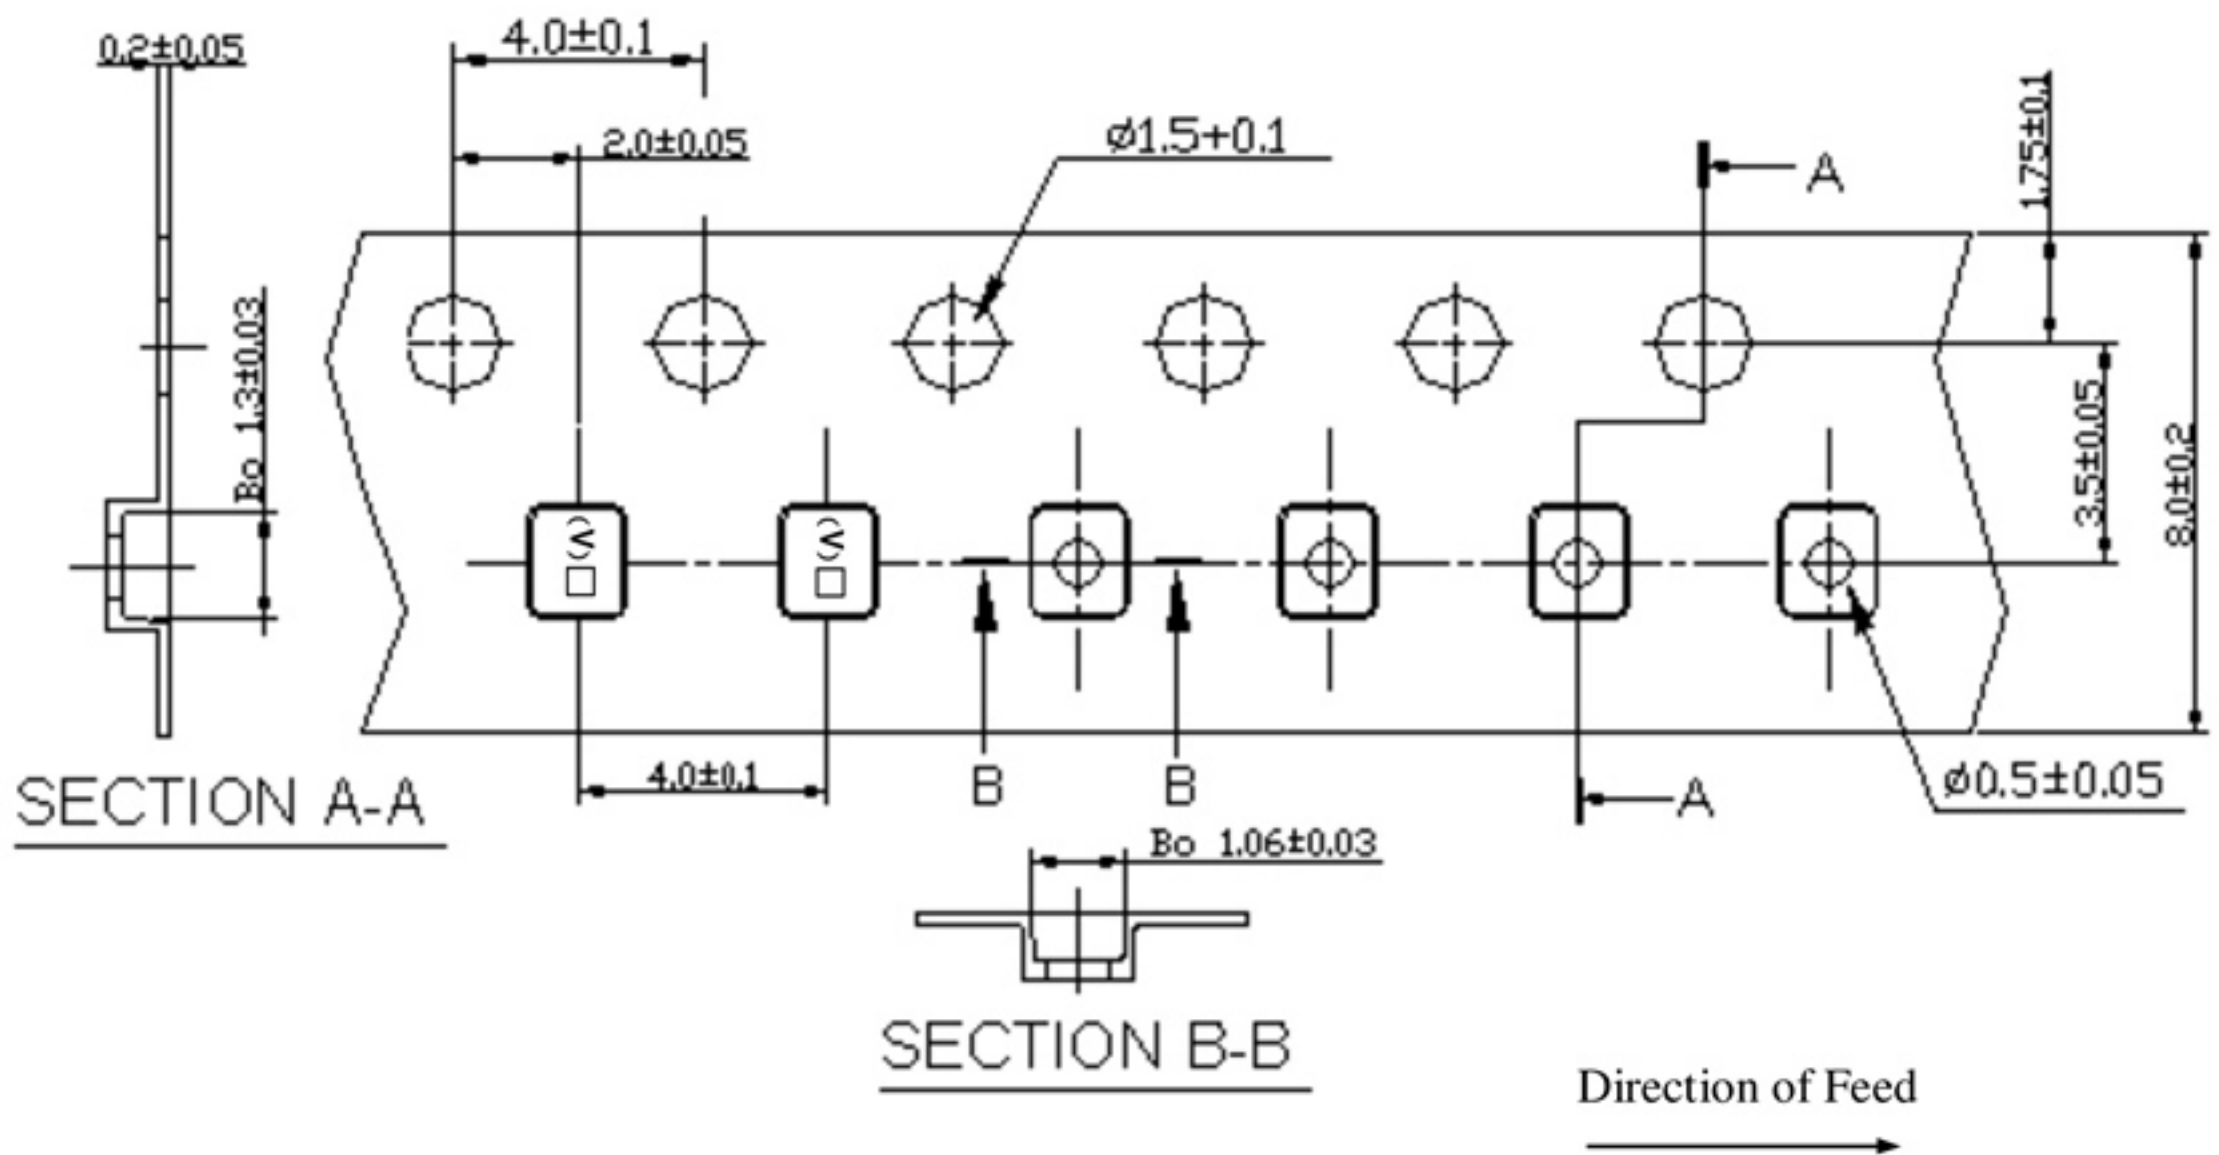 0.2±0.05
4.0±0.1
2.0±0.05
Ø1.5+0.1
A
1.75±0.1
Bo 1.3±0.03
3.5±0.05
8.0±0.2
(V)
(V)
4.0±0.1
B
B
A
Ø0.5±0.05
SECTION A-A
Bo 1.06±0.03
SECTION B-B
Direction of Feed